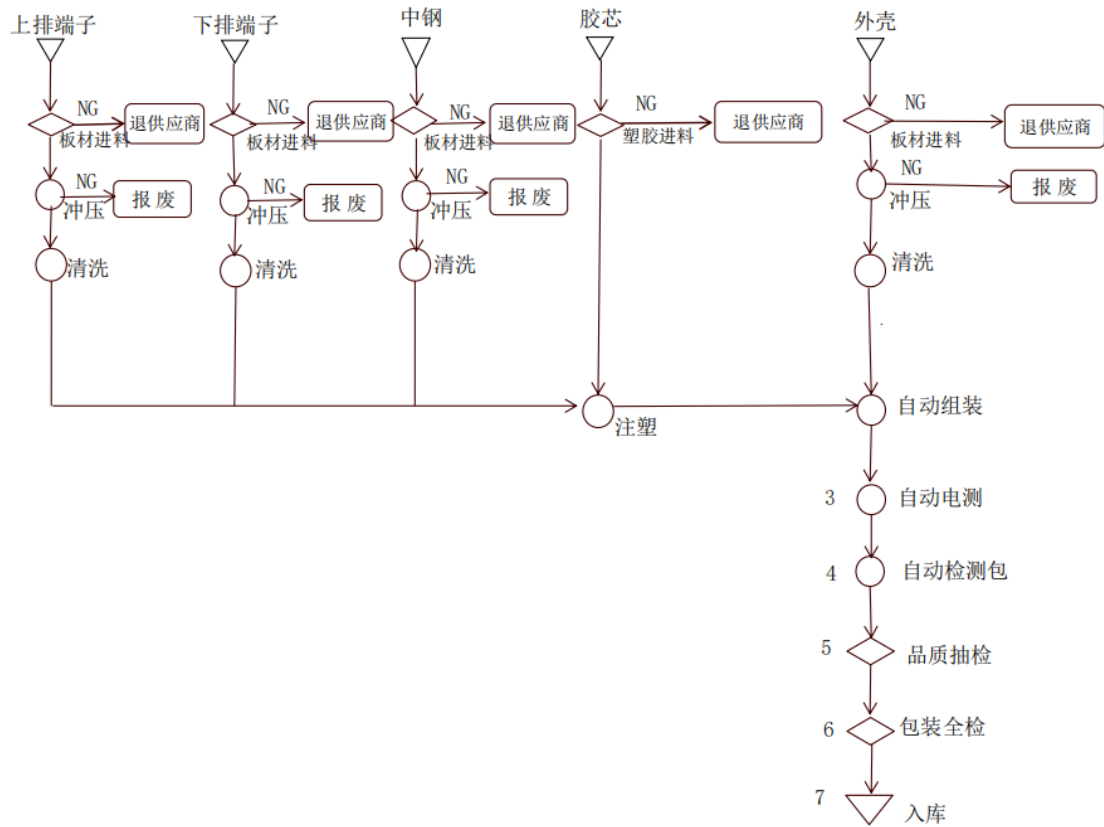 上排端子
下排端子
中钢
胶芯
外壳
NG
退供应商
板材进料
NG
退供应商
板材进料
NG
退供应商
板材进料
NG
退供应商
塑胶进料
NG
退供应商
板材进料
NG
报 废
冲压
NG
报 废
冲压
NG
报 废
冲压
NG
报 废
冲压
清洗
清洗
清洗
清洗
注塑
自动组装
3 自动电测
4 自动检测包
5 品质抽检
6 包装全检
7 入库